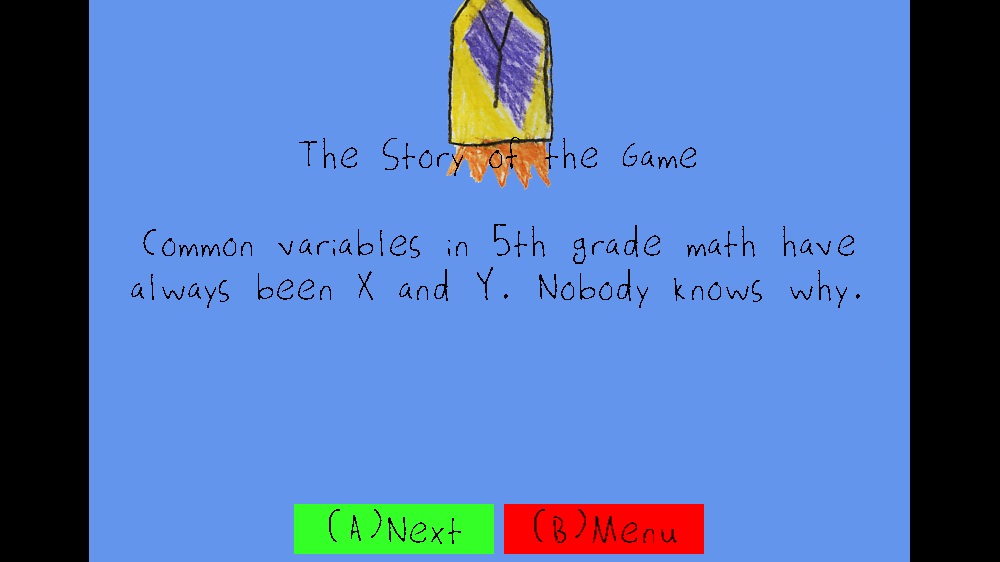 Y
The Story of the Game
Common variables in 5th grade math have
always been X and Y. Nobody knows why.
(A)Next
(B)Menu